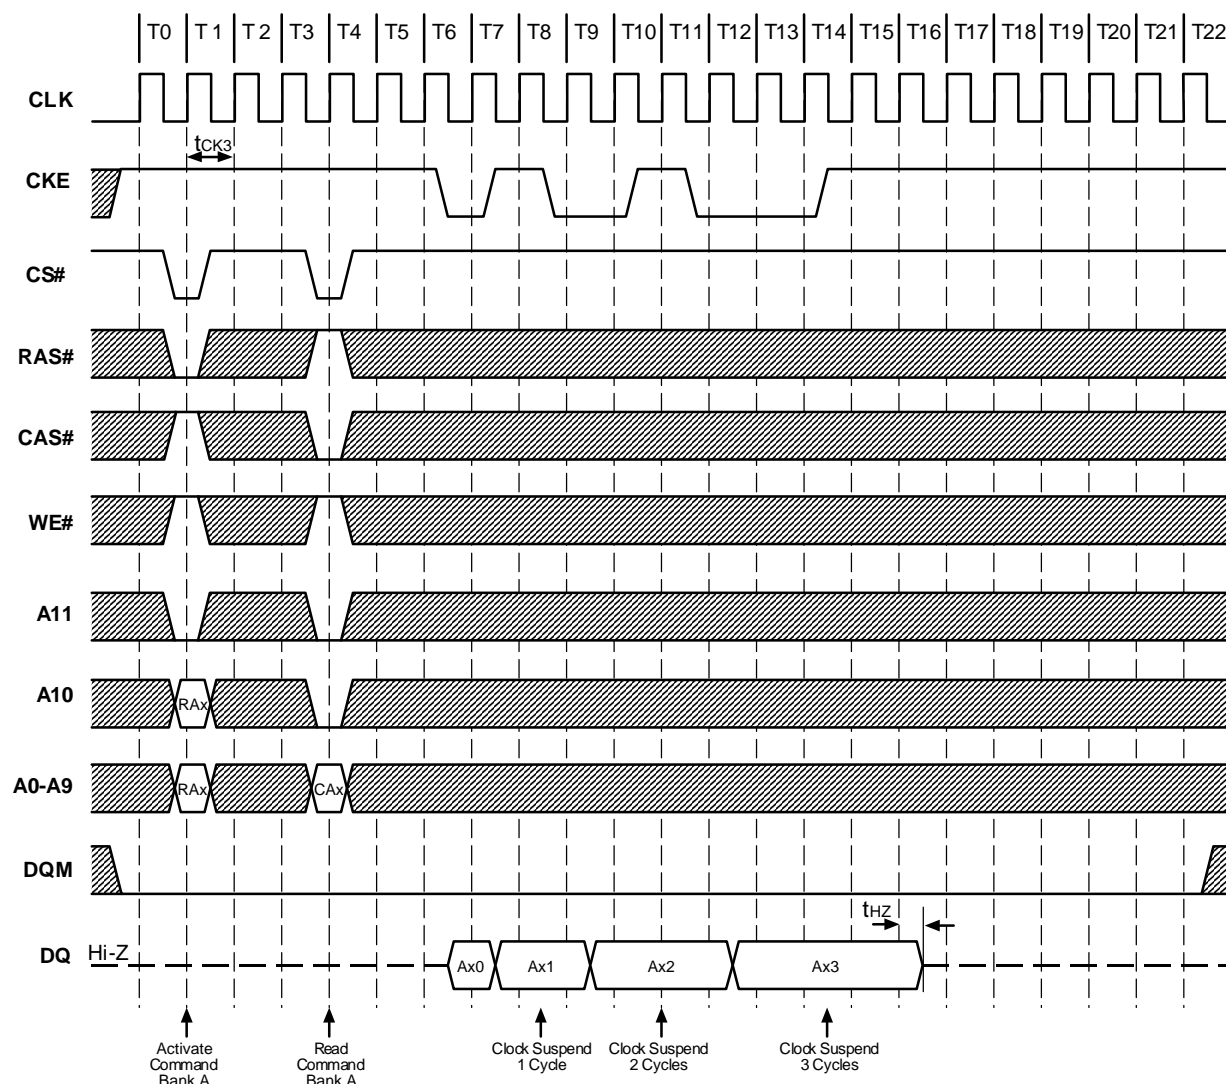 T0 T 1 T 2 T3 T4 T5 T6 T7 T8 T9 T10 T11 T12 T13 T14 T15 T16 T17 T18 T19 T20 T21 T22
CLK
tCK3
CKE
CS#
RAS#
CAS#
WE#
A11
A10
RAx
A0-A9
RAx CAx
DQM
tHZ
DQ Hi-Z
Ax0 Ax1 Ax2 Ax3
Activate
Command
Bank A
Read
Command
Bank A
Clock Suspend
1 Cycle
Clock Suspend
2 Cycles
Clock Suspend
3 Cycles